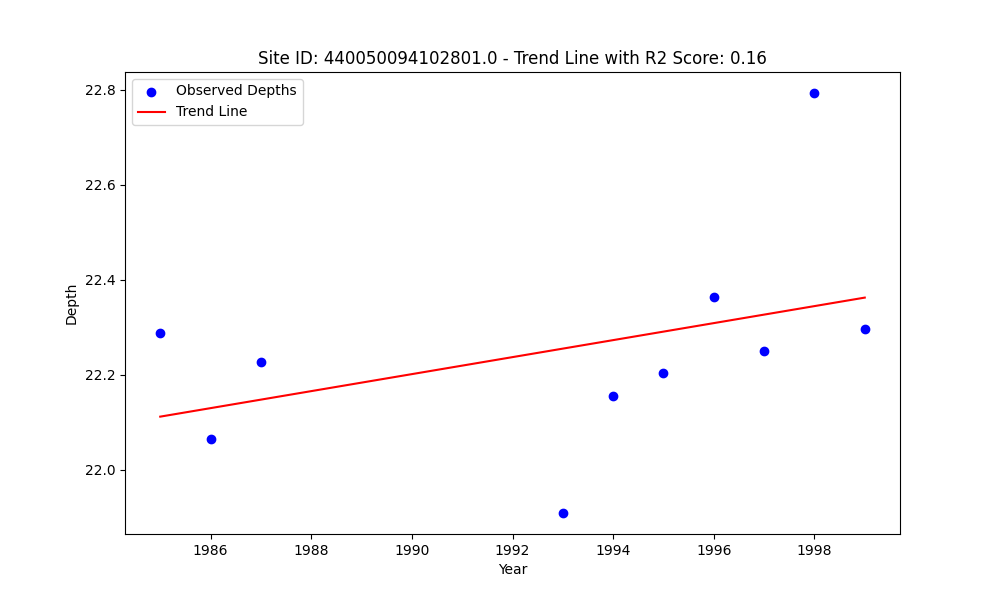 Site ID: 440050094102801.0 - Trend Line with R2 Score: 0.16
Observed Depths
Trend Line
22.8
22.6
22.4
22.2
22.0
Depth
1986 1988 1990 1992 1994 1996 1998
Year